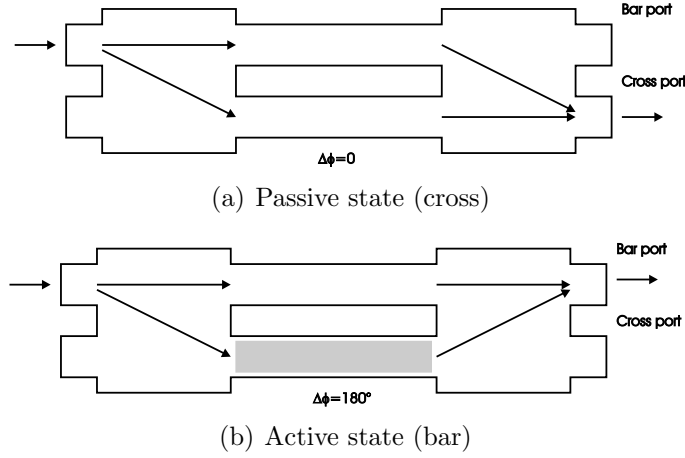 Bar port
Cross port
Δϕ=0
(a) Passive state (cross)
Bar port
Cross port
Δϕ=180°
(b) Active state (bar)